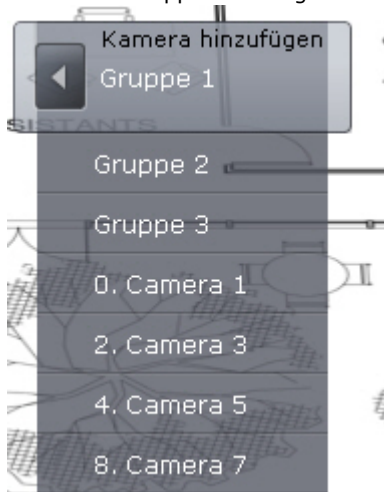 Kamera hinzufügen
Gruppe 1
SISTANTS
Gruppe 2
Gruppe 3
0. Camera 1
2. Camera 3
4. Camera 5
8. Camera 7